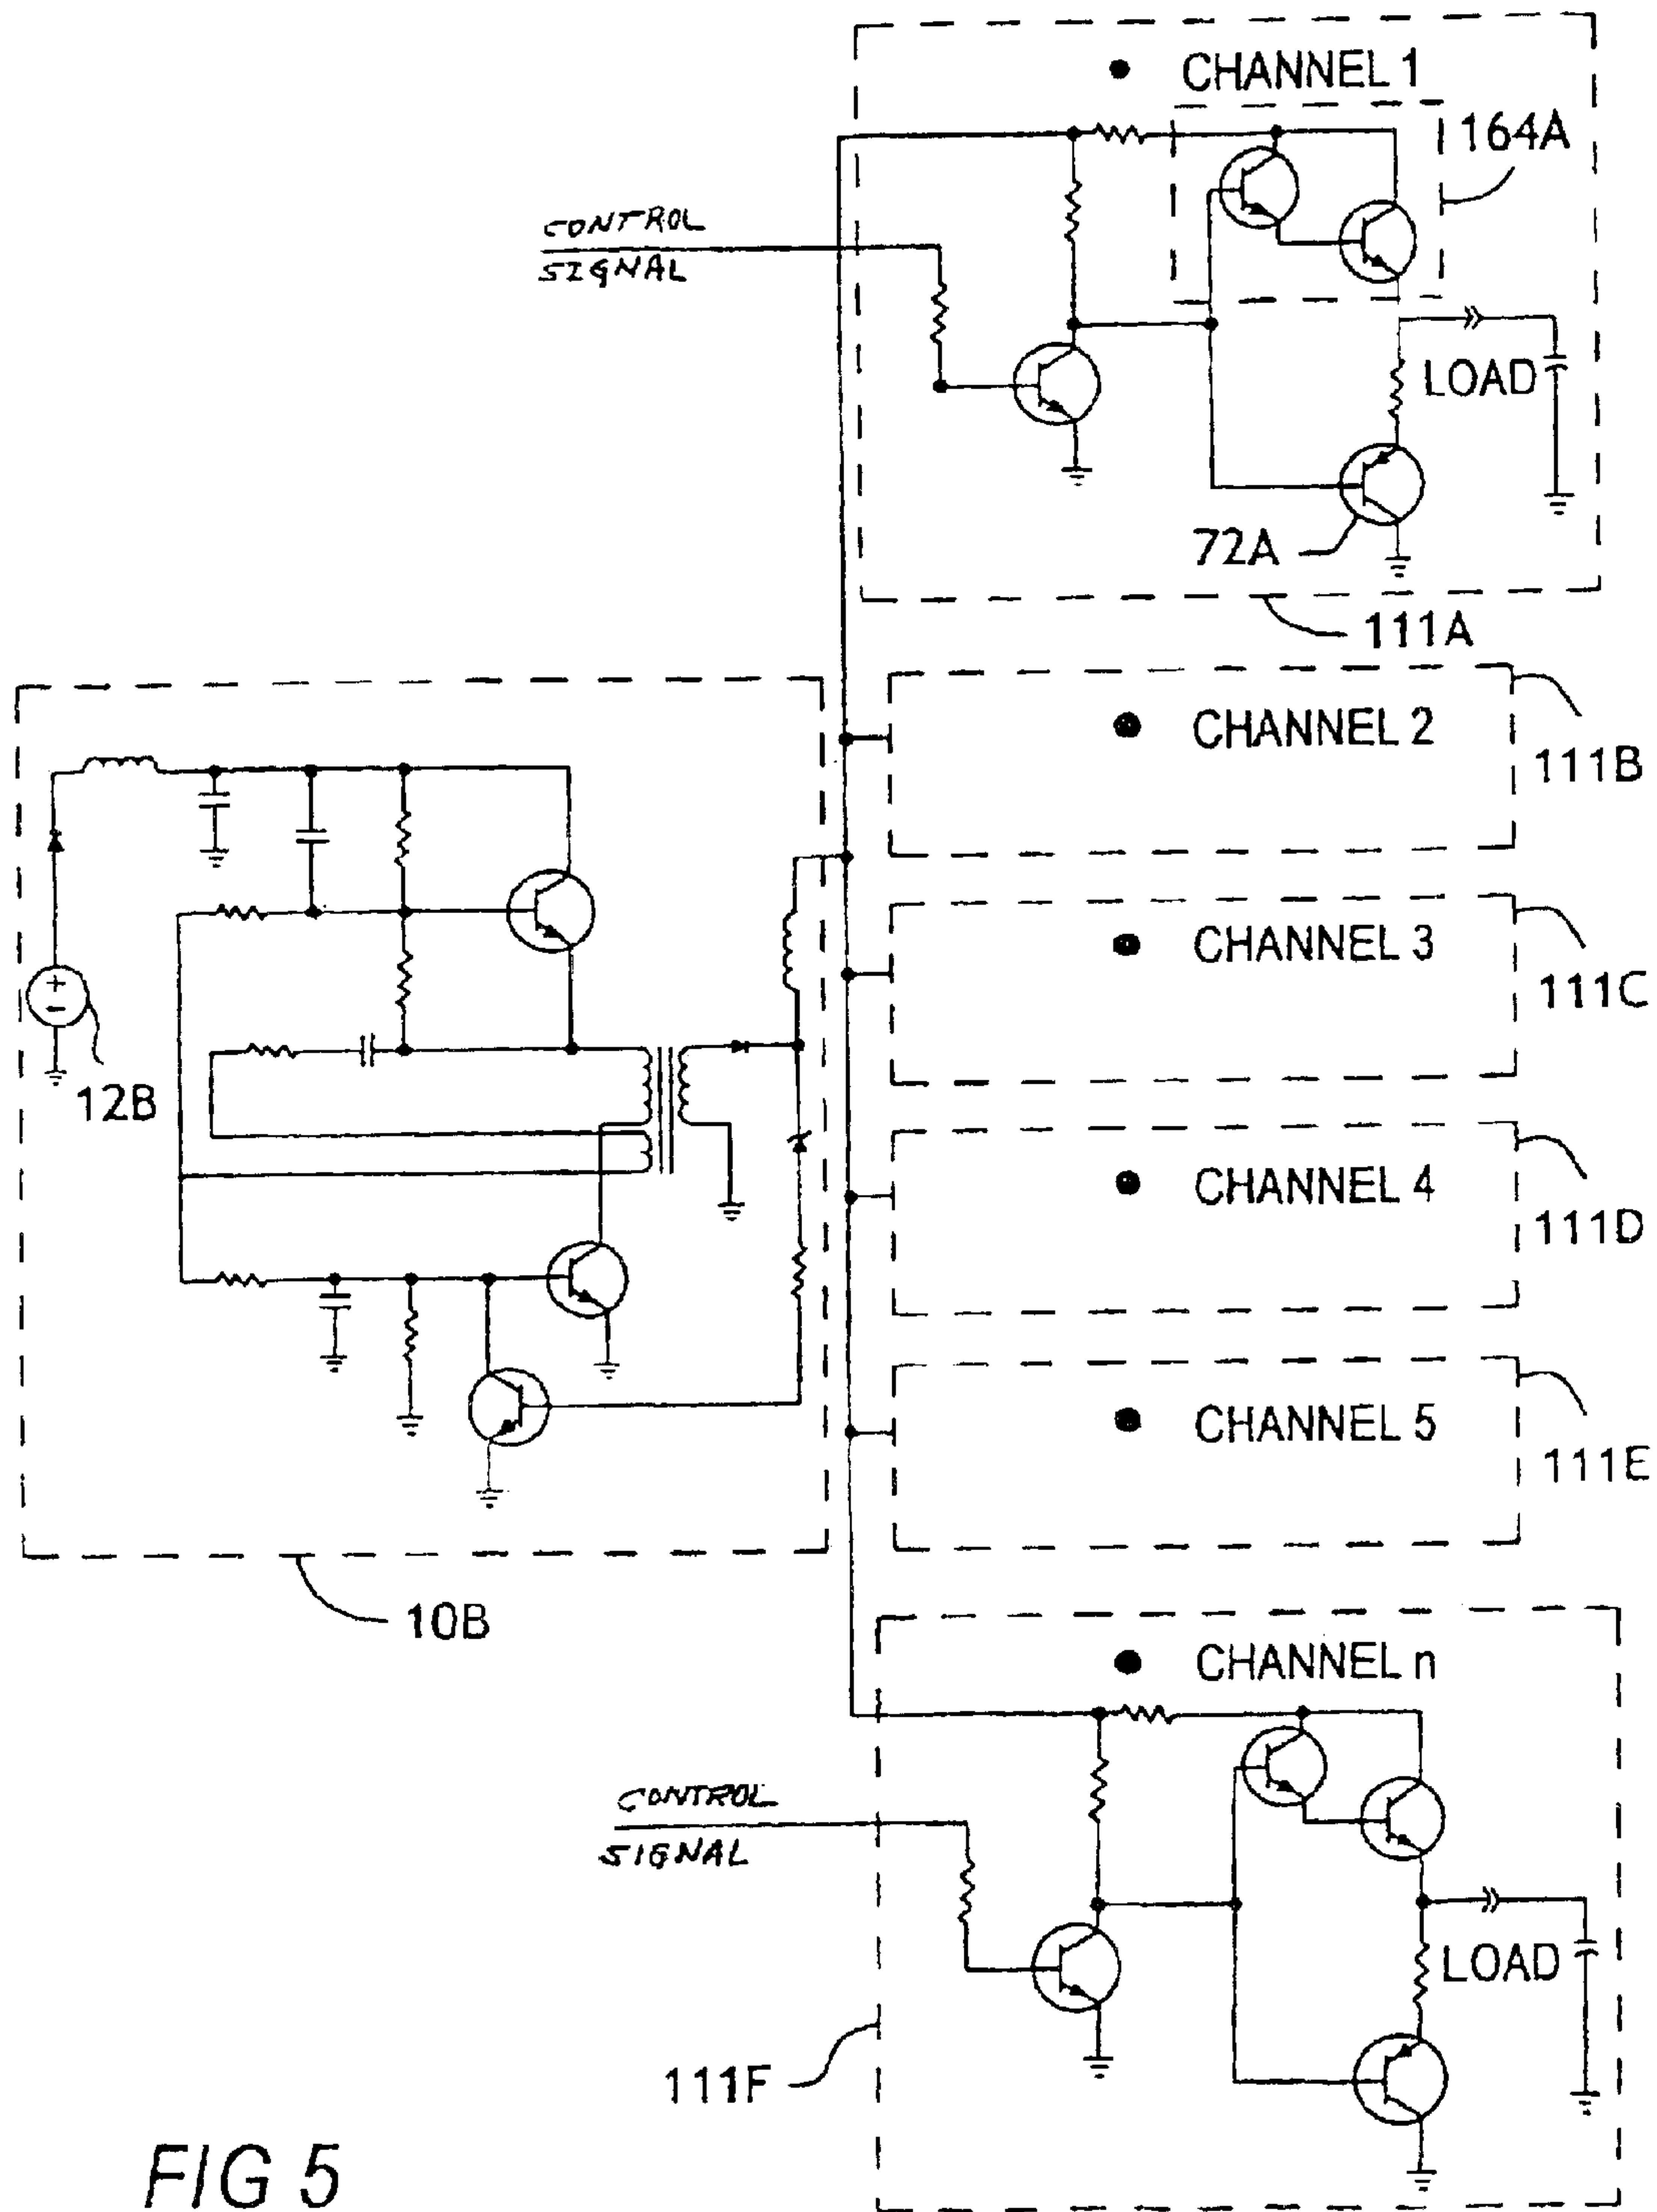 CHANNEL 1
164A
CONTROL
SIGNAL
LOAD
72A
111A
CHANNEL 2
111B
CHANNEL 3
111C
+
-
12B
CHANNEL 4
111D
CHANNEL 5
111E
10B
CHANNEL n
CONTROL
SIGNAL
LOAD
111F
FIG 5